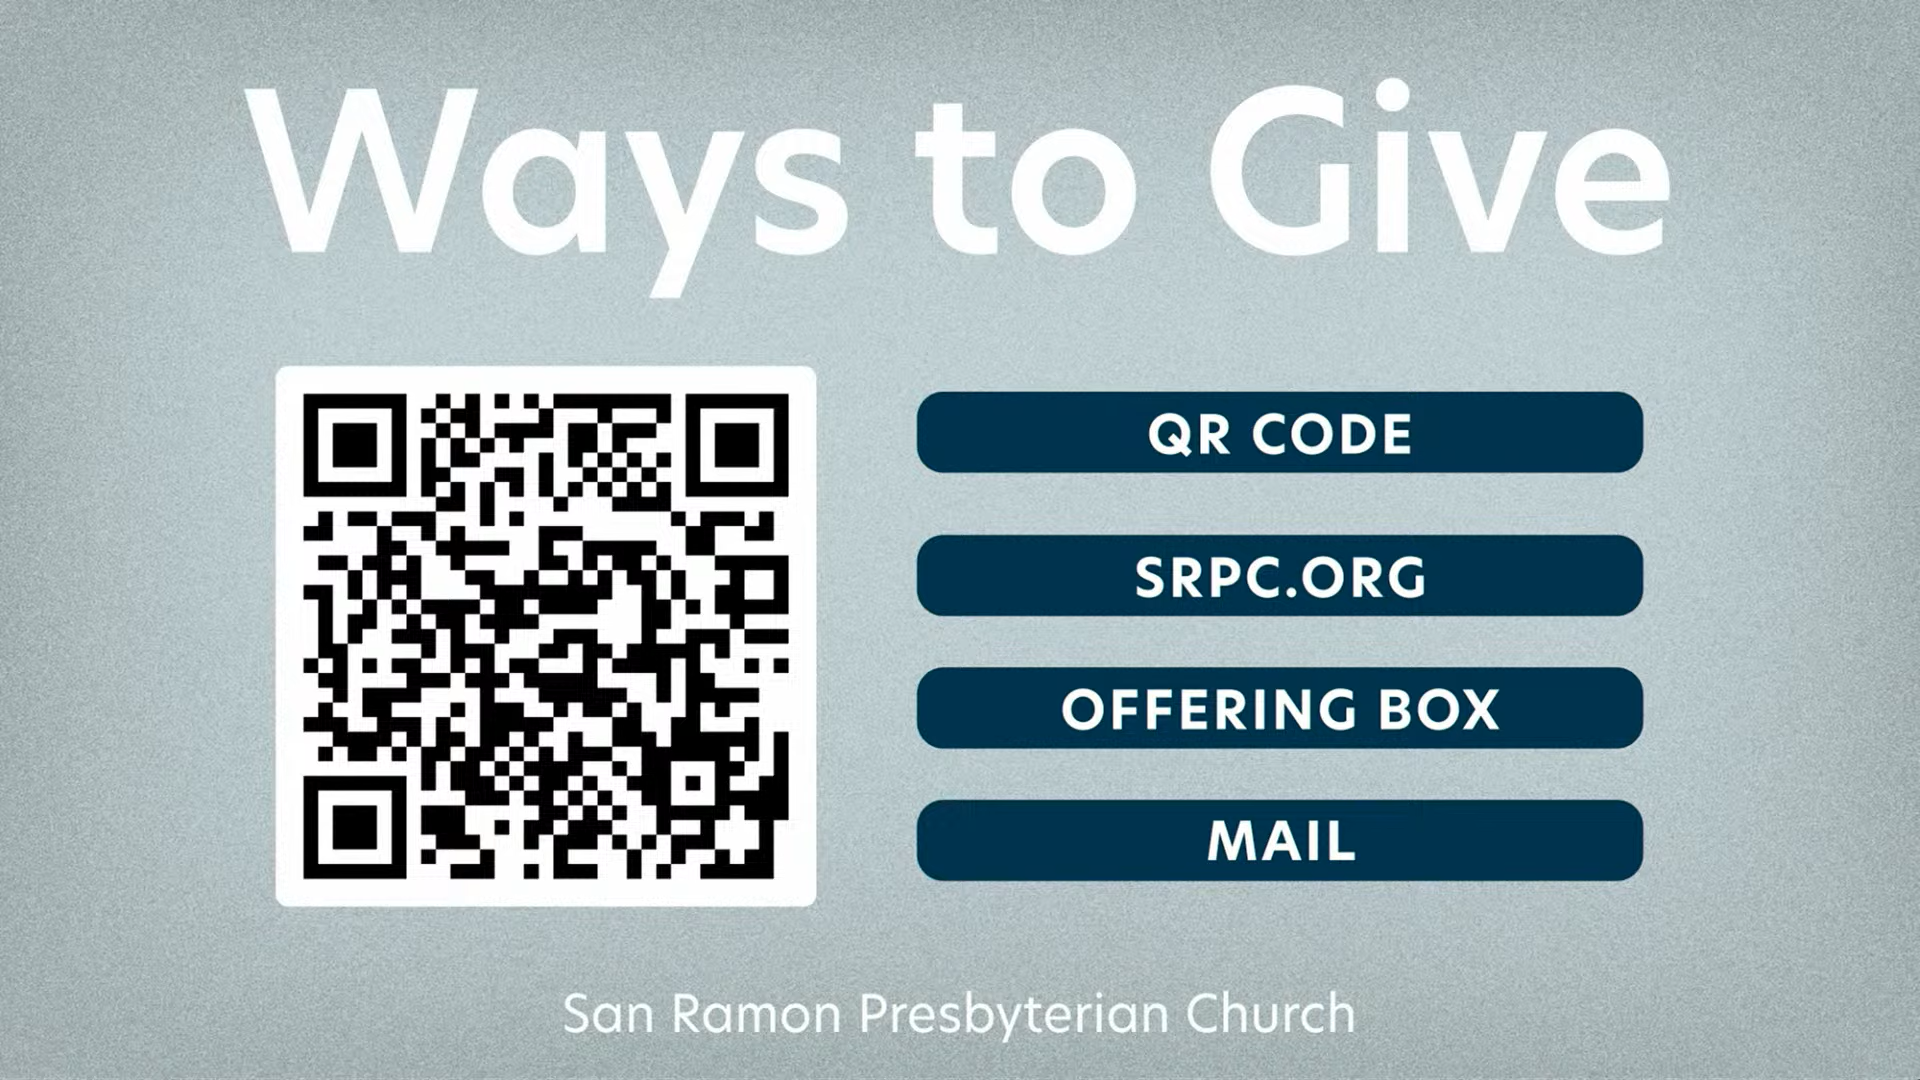 Ways to Give
QR CODE
SRPC.ORG
OFFERING BOX
MAIL
San Ramon Presbyterian Church